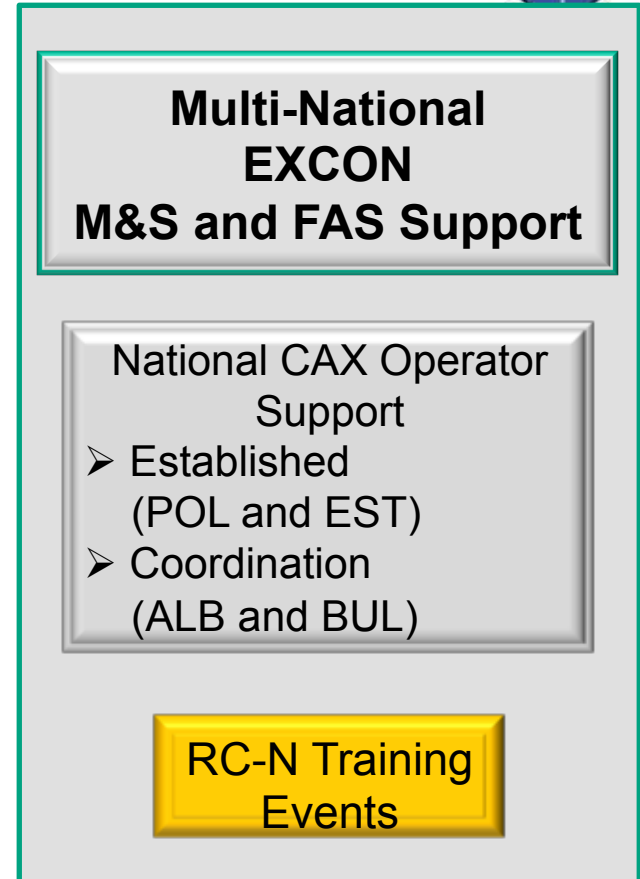 Multi-National
EXCON
M&S and FAS Support
National CAX Operator
Support
➢ Established
(POL and EST)
➢ Coordination
(ALB and BUL)
RC-N Training
Events